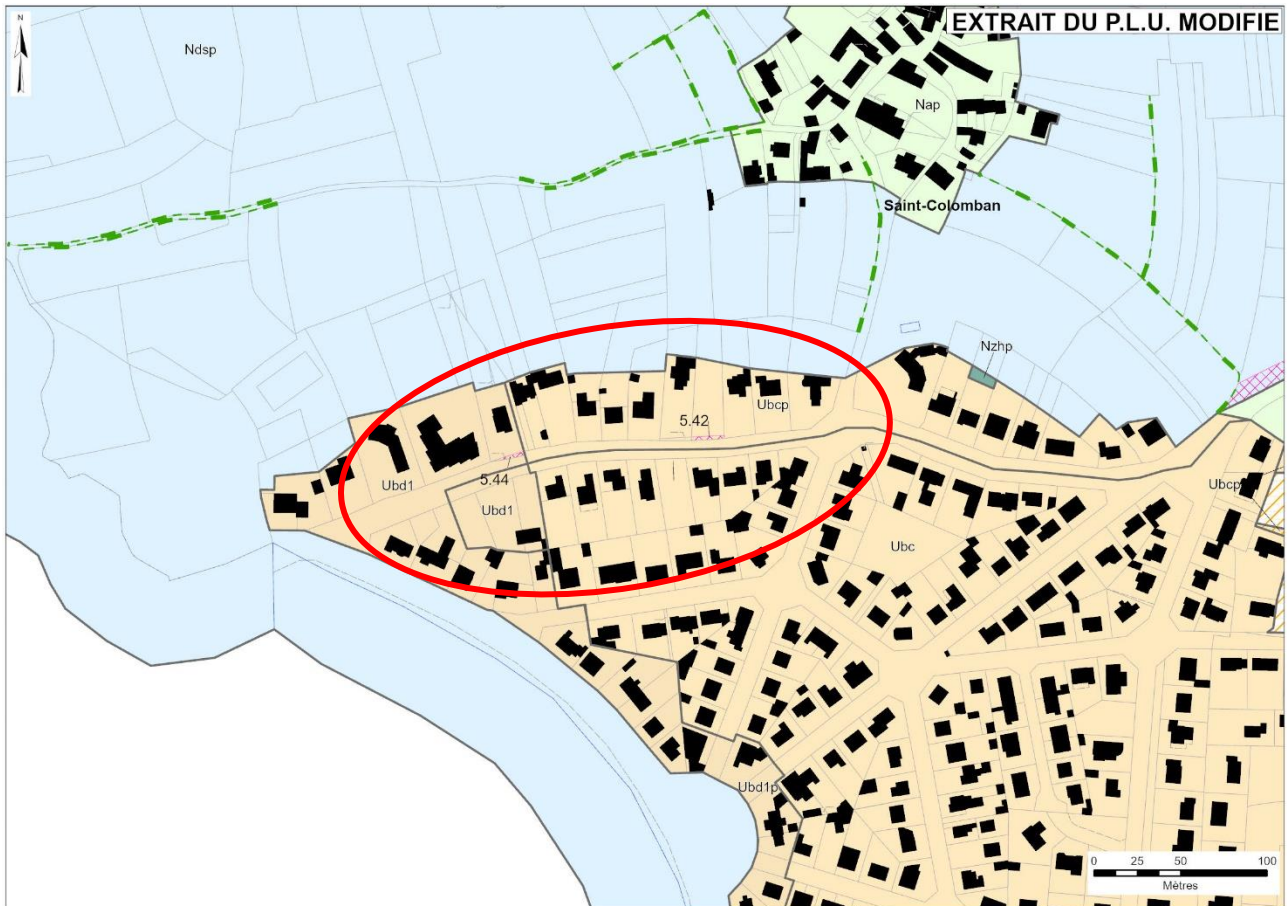 EXTRAIT DU P.L.U. MODIFIE
N
Ndsp
Nap
Saint-Colomban
Nzhp
Ubcp
5.42
5.44
Ubd1
Ubd1
Ubcp
Ubc
Ubd1p
0 25 50 100
Mètres